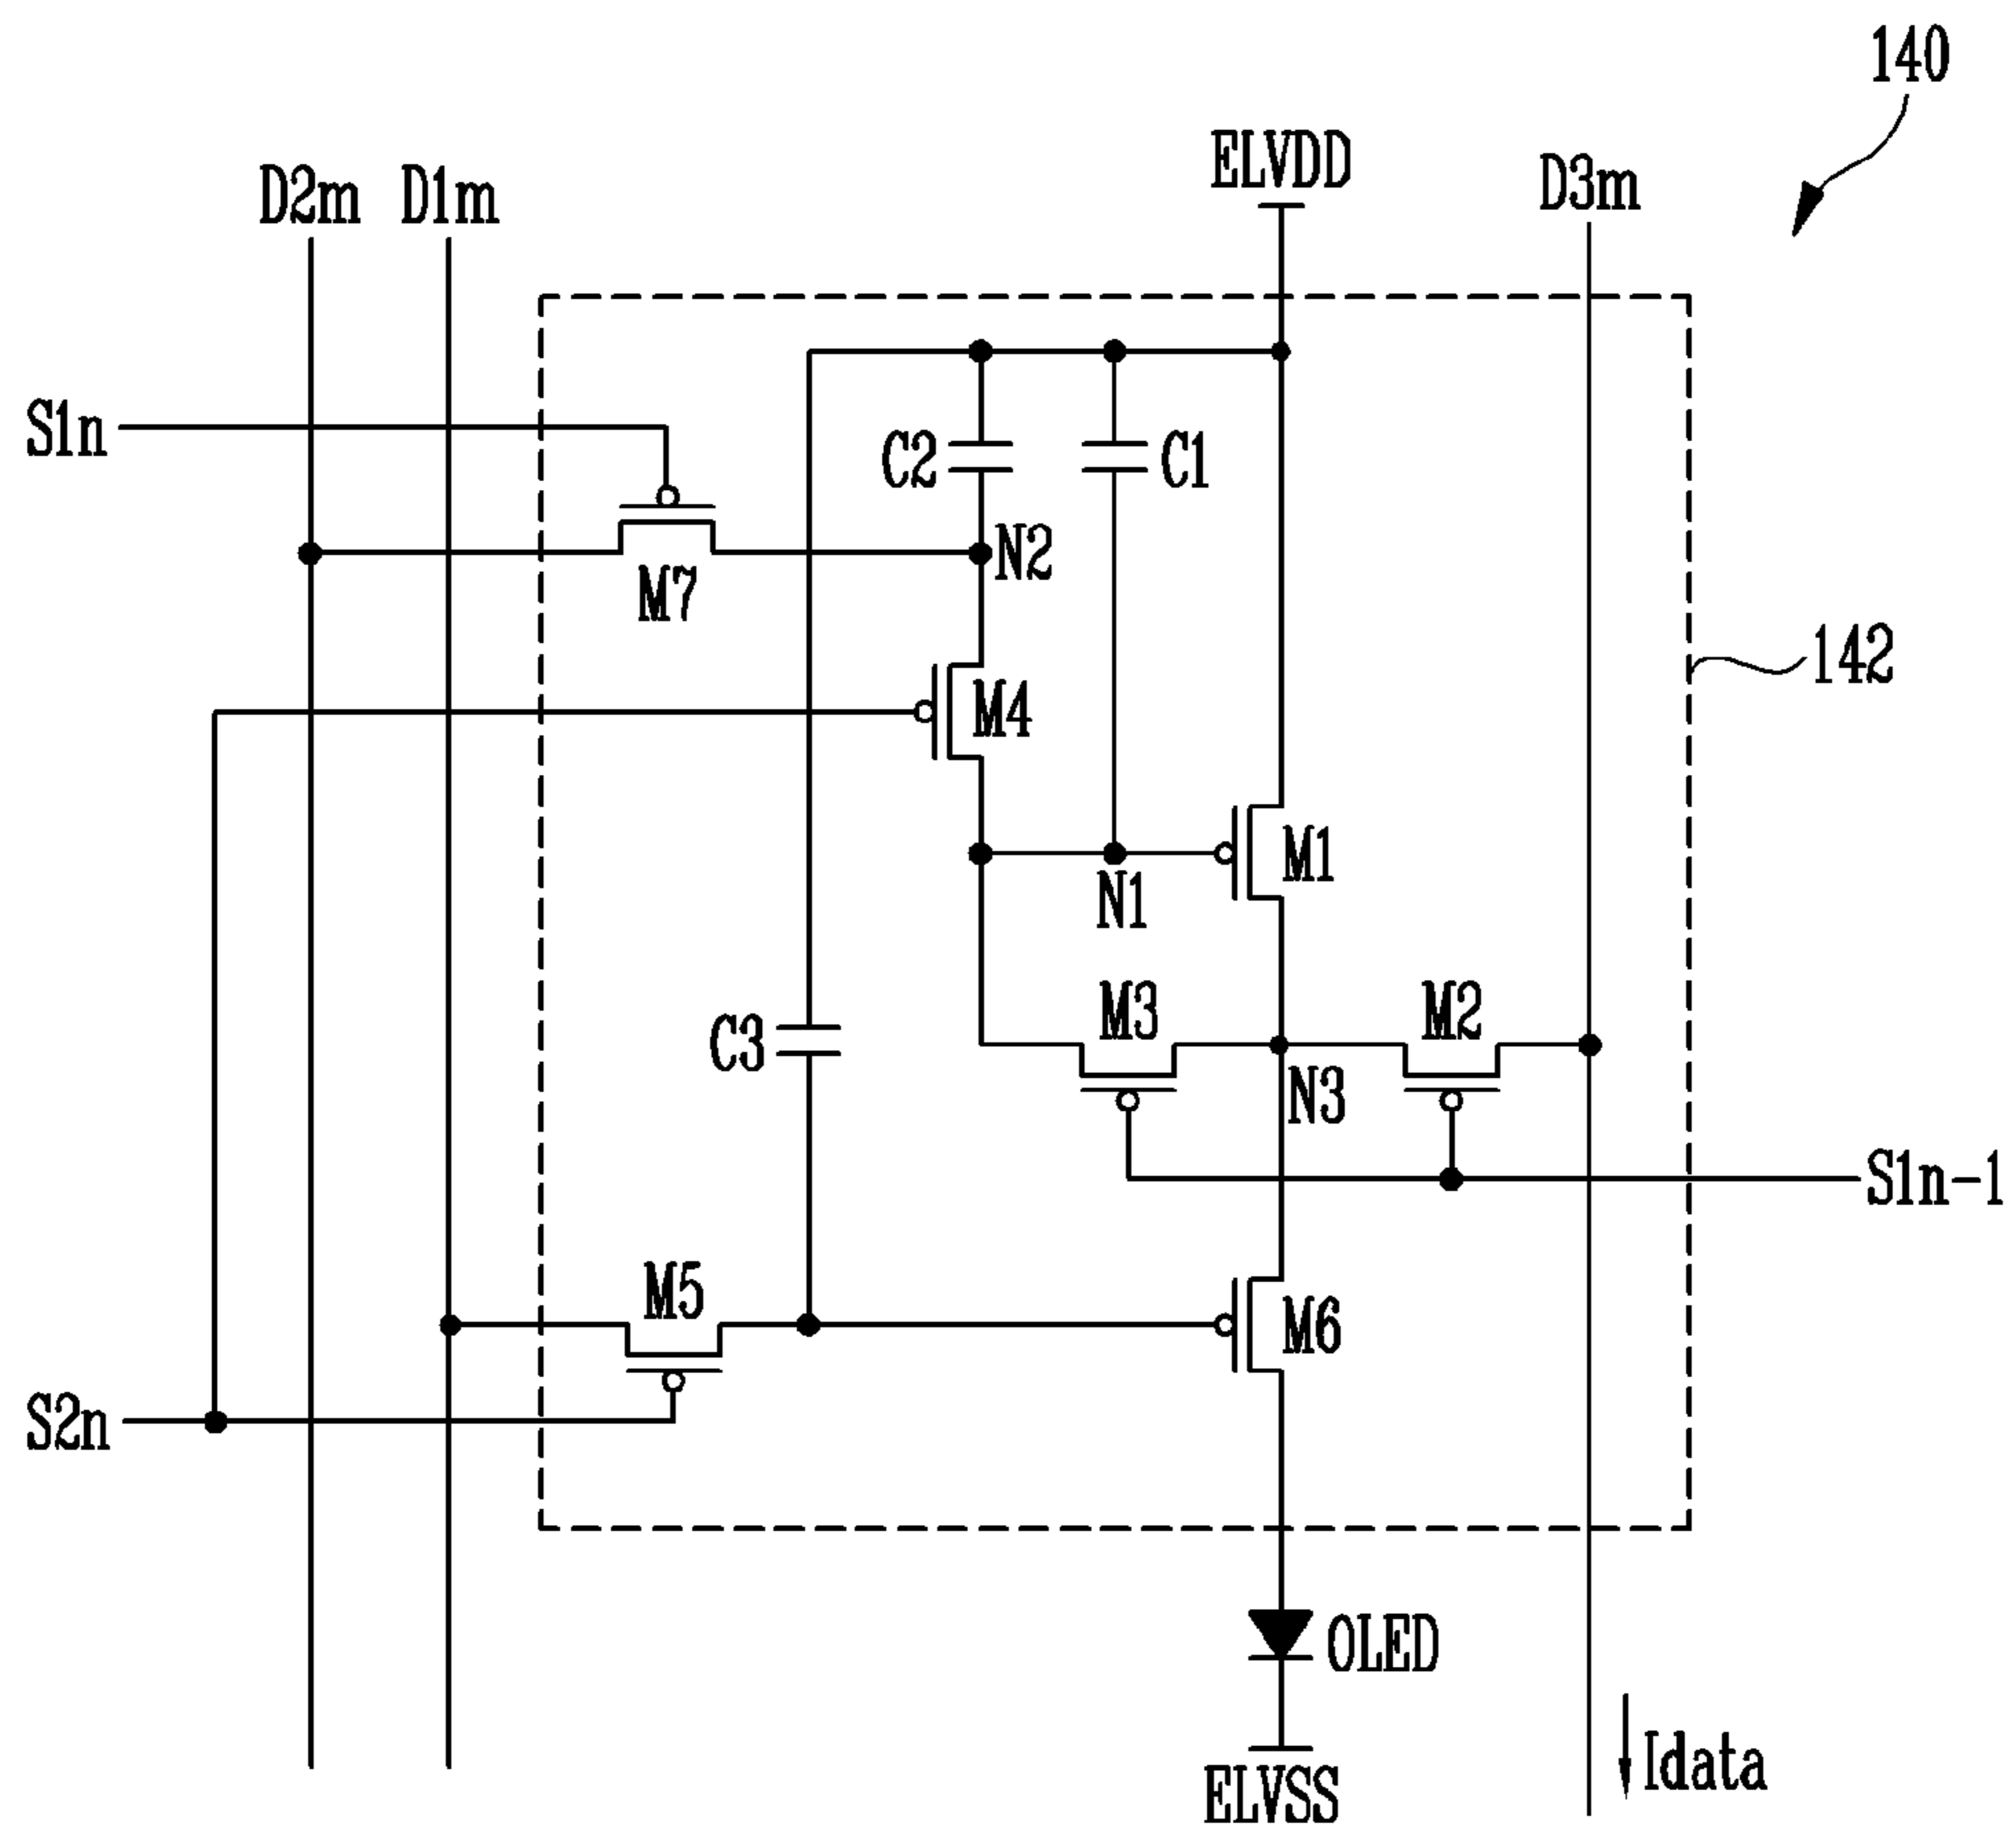 140
ELVDD
D2m D1m D3m
S1n
C2 C1
N2
M7
142
M4
M1
N1
M3 M2
C3
N3
S1n-1
M5
M6
S2n
OLED
Idata
ELVSS